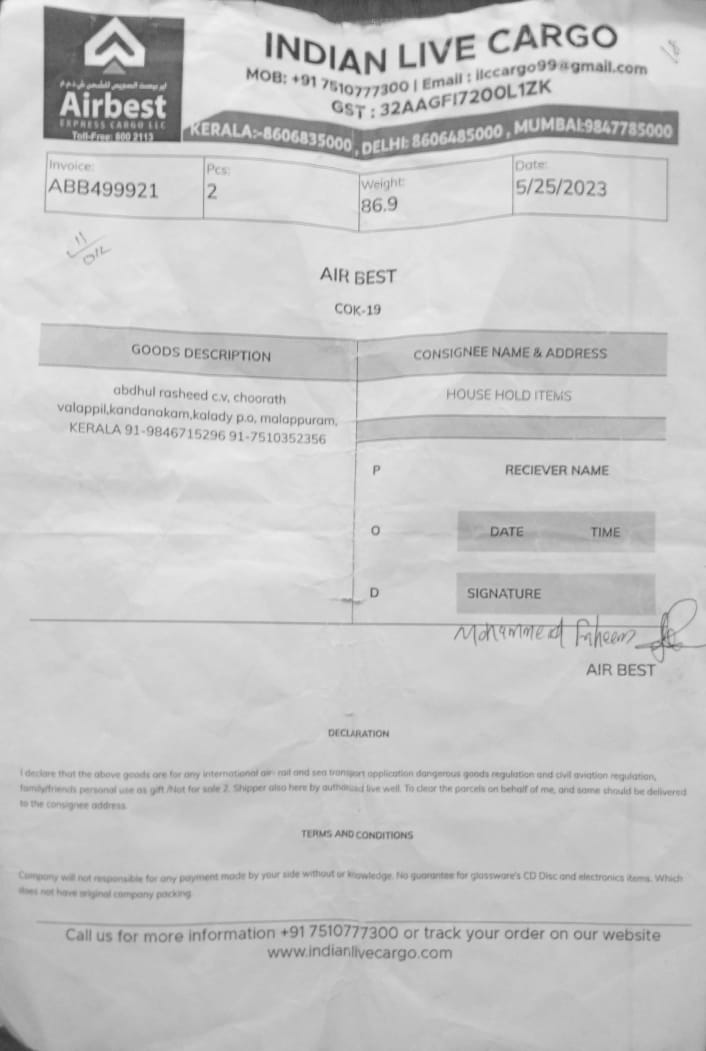 INDIAN LIVE CARGO
MOB: +91 7510777300 | Email : ilccargo99@gmail.com
GST : 32AAGFI7200L1ZK
Airbest
EXPRESS CARGO LLC
Toll-Free: 800 2113
KERALA:-8606835000, DELHI: 8606485000, MUMBAI:9847785000
Invoice: Pcs: Weight: Date:
ABB499921 2 86.9 5/25/2023
AIR BEST
COK-19
GOODS DESCRIPTION CONSIGNEE NAME & ADDRESS
abdhul rasheed c.v, choorath HOUSE HOLD ITEMS
valappil,kandanakam,kalady p.o, malappuram,
KERALA 91-9846715296 91-7510352356
P RECIEVER NAME
O DATE TIME
D SIGNATURE
Mohammed Faheem
AIR BEST
DECLARATION
I declare that the above goods are for any international air- rail and sea transport application dangerous goods regulation and civil aviation regulation,
family/friends personal use as gift /Not for sale 2. Shipper also here by authorised live well. To clear the parcels on behalf of me, and same should be delivered
to the consignee address.
TERMS AND CONDITIONS
Company will not responsible for any payment made by your side without or knowledge. No guarantee for glassware's CD Disc and electronics items. Which
does not have original company packing.
Call us for more information +91 7510777300 or track your order on our website
www.indianlivecargo.com